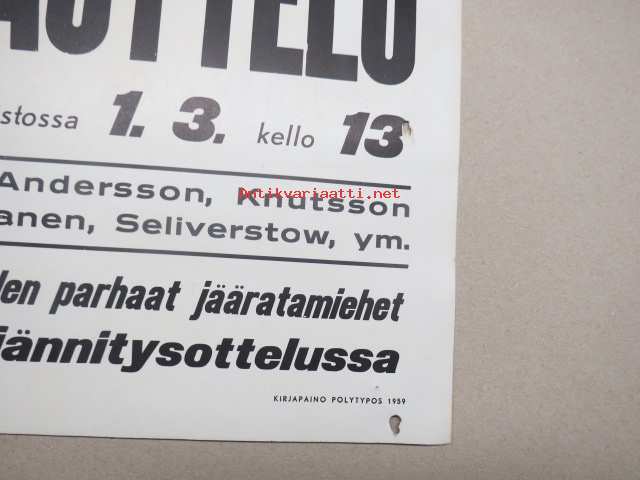 AUTTELU
stossa 1. 3. kello 13
Andersson, Knutsson
Antikvariaatti.net
anen, Seliverstow, ym.
den parhaat jääratamiehet
jännitysottelussa
KIRJAPAINO POLYTYPOS 1959